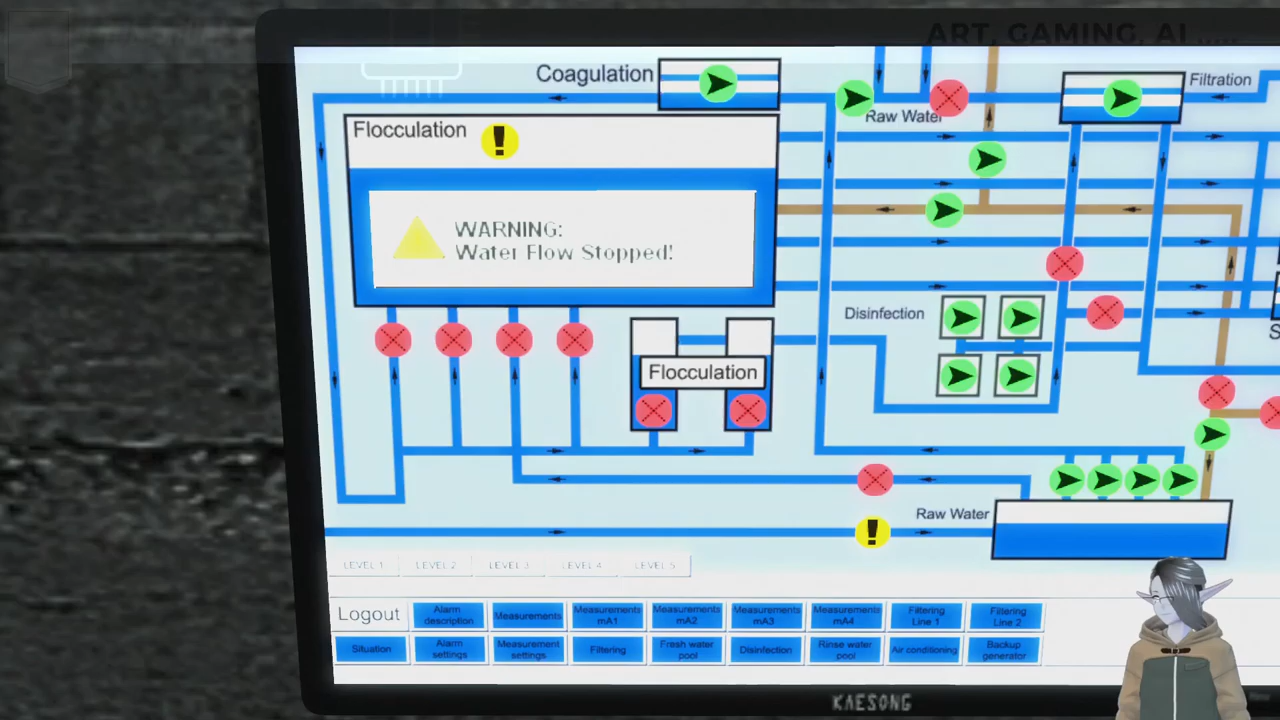 ART, GAMING, AI .....
Coagulation
Filtration
Raw Water
Flocculation
!
WARNING:
Water Flow Stopped!
Disinfection
Flocculation
Raw Water
!
LEVEL 1
LEVEL 2
LEVEL 3
LEVEL 4
LEVEL 5
Logout
Alarm
description
Measurements
Measurements
mA1
Measurements
mA2
Measurements
mA3
Measurements
mA4
Filtering
Line 1
Filtering
Line 2
Situation
Alarm
settings
Measurement
settings
Filtering
Fresh water
pool
Disinfection
Rinse water
pool
Air conditioning
Backup
generator
KAESONG